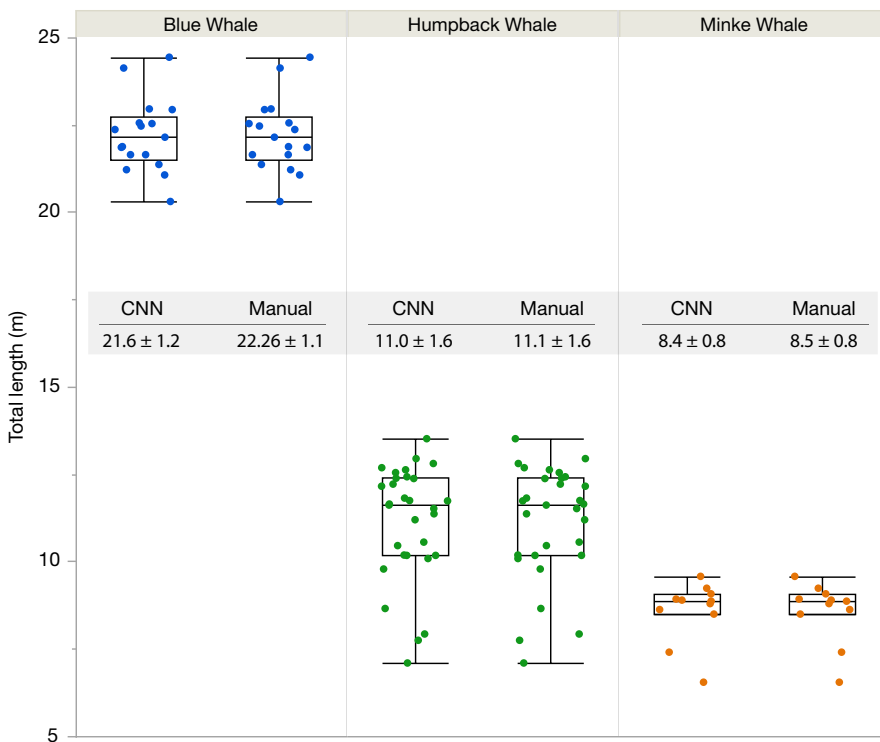 Blue Whale Humpback Whale Minke Whale
25
20
CNN Manual CNN Manual CNN Manual
21.6 ± 1.2 22.26 ± 1.1 11.0 ± 1.6 11.1 ± 1.6 8.4 ± 0.8 8.5 ± 0.8
Total length (m)
15
10
5